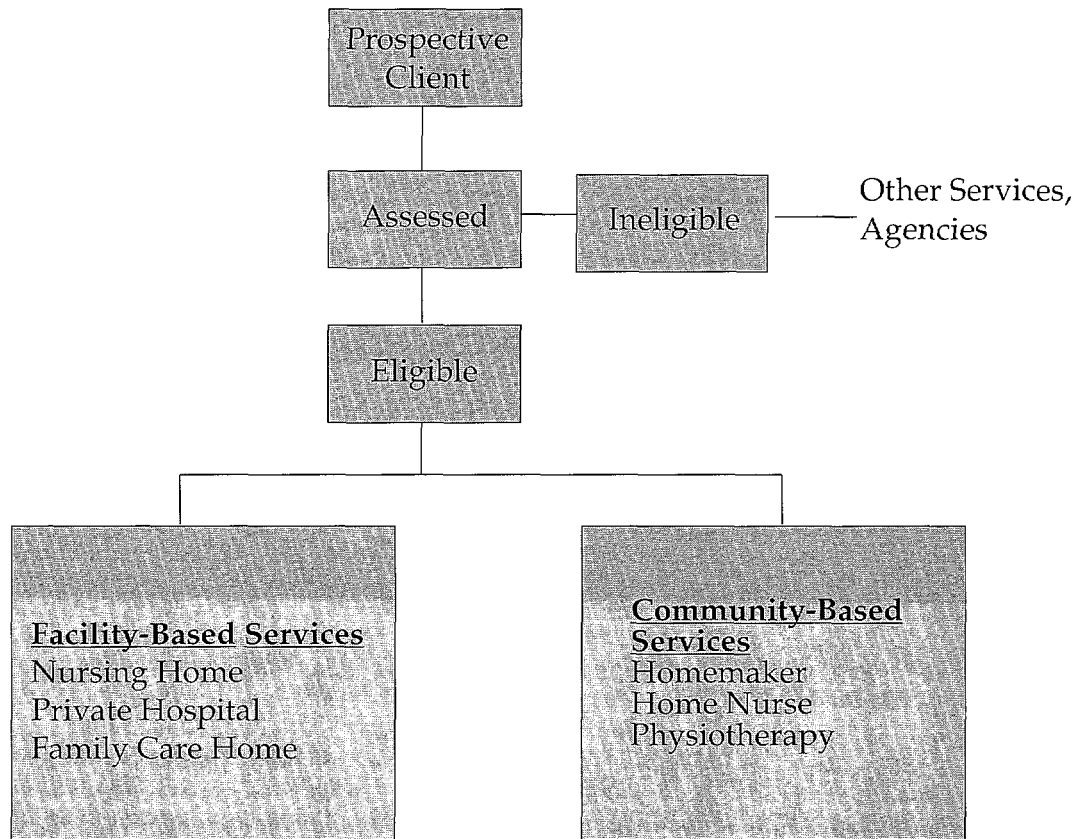 Prospective
Client
Assessed
Ineligible
Other Services,
Agencies
Eligible
Facility-Based Services
Nursing Home
Private Hospital
Family Care Home
Community-Based
Services
Homemaker
Home Nurse
Physiotherapy